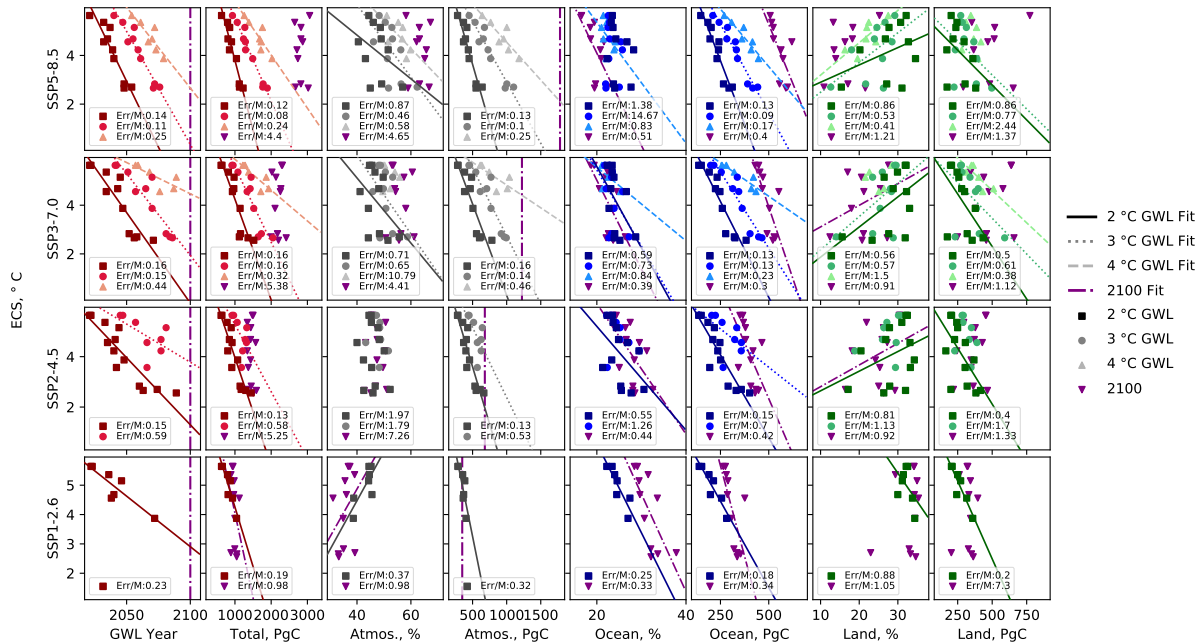 SSP5-8.5
4
2
Err/M:0.14
Err/M:0.11
Err/M:0.25
Err/M:0.12
Err/M:0.08
Err/M:0.24
Err/M:4.4
Err/M:0.87
Err/M:0.46
Err/M:0.58
Err/M:4.65
Err/M:0.13
Err/M:0.1
Err/M:0.25
Err/M:1.38
Err/M:14.67
Err/M:0.83
Err/M:0.51
Err/M:0.13
Err/M:0.09
Err/M:0.17
Err/M:0.4
Err/M:0.86
Err/M:0.53
Err/M:0.41
Err/M:1.21
Err/M:0.86
Err/M:0.77
Err/M:2.44
Err/M:1.37
ECS, ° C
SSP3-7.0
4
2
Err/M:0.16
Err/M:0.15
Err/M:0.44
Err/M:0.16
Err/M:0.16
Err/M:0.32
Err/M:5.38
Err/M:0.71
Err/M:0.65
Err/M:10.79
Err/M:4.41
Err/M:0.16
Err/M:0.14
Err/M:0.46
Err/M:0.59
Err/M:0.73
Err/M:0.84
Err/M:0.39
Err/M:0.13
Err/M:0.13
Err/M:0.23
Err/M:0.3
Err/M:0.56
Err/M:0.57
Err/M:1.5
Err/M:0.91
Err/M:0.5
Err/M:0.61
Err/M:0.38
Err/M:1.12
2 °C GWL Fit
3 °C GWL Fit
4 °C GWL Fit
2100 Fit
2 °C GWL
3 °C GWL
4 °C GWL
2100
SSP2-4.5
4
2
Err/M:0.15
Err/M:0.59
Err/M:0.13
Err/M:0.58
Err/M:5.25
Err/M:1.97
Err/M:1.79
Err/M:7.26
Err/M:0.13
Err/M:0.53
Err/M:0.55
Err/M:1.26
Err/M:0.44
Err/M:0.15
Err/M:0.7
Err/M:0.42
Err/M:0.81
Err/M:1.13
Err/M:0.92
Err/M:0.4
Err/M:1.7
Err/M:1.33
SSP1-2.6
5
4
3
2
Err/M:0.23
Err/M:0.19
Err/M:0.98
Err/M:0.37
Err/M:0.98
Err/M:0.32
Err/M:0.25
Err/M:0.33
Err/M:0.18
Err/M:0.34
Err/M:0.88
Err/M:1.05
Err/M:0.2
Err/M:7.3
2050
1000 2000 3000
40 60
500 1000 1500
20 40
250 500
10 20 30
250 500 750
GWL Year
Total, PgC
Atmos., %
Atmos., PgC
Ocean, %
Ocean, PgC
Land, %
Land, PgC